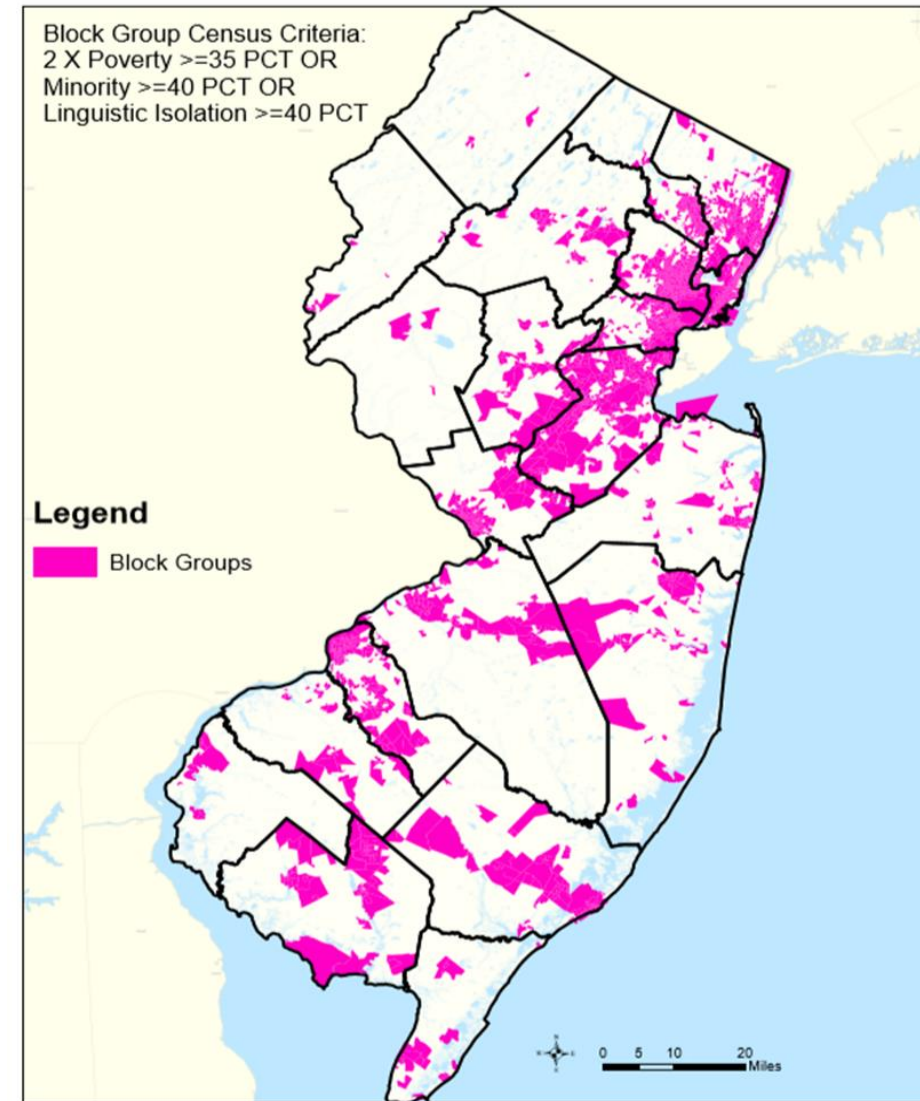 Block Group Census Criteria:
2 X Poverty >=35 PCT OR
Minority >=40 PCT OR
Linguistic Isolation >=40 PCT
Legend
Block Groups
0 5 10 20
Miles